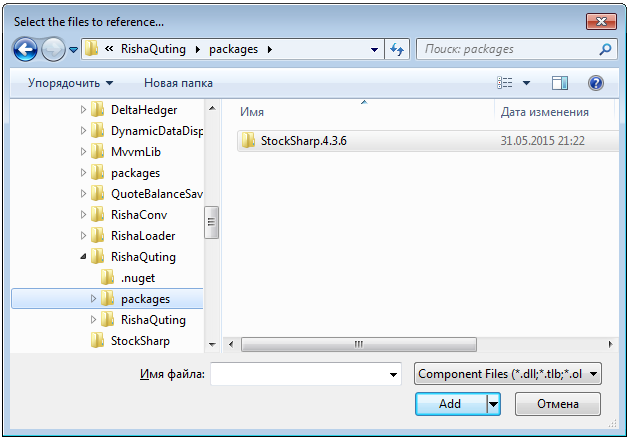 Select the files to reference...
« RishaQuting packages
Поиск: packages
Упорядочить Новая папка
DeltaHedger
DynamicDataDisp
MvvmLib
packages
QuoteBalanceSav
RishaConv
RishaLoader
RishaQuting
.nuget
packages
RishaQuting
StockSharp
Имя Дата изменения
StockSharp.4.3.6 31.05.2015 21:22
Имя файла:
Component Files (*.dll;*.tlb;*.ol
Add Отмена